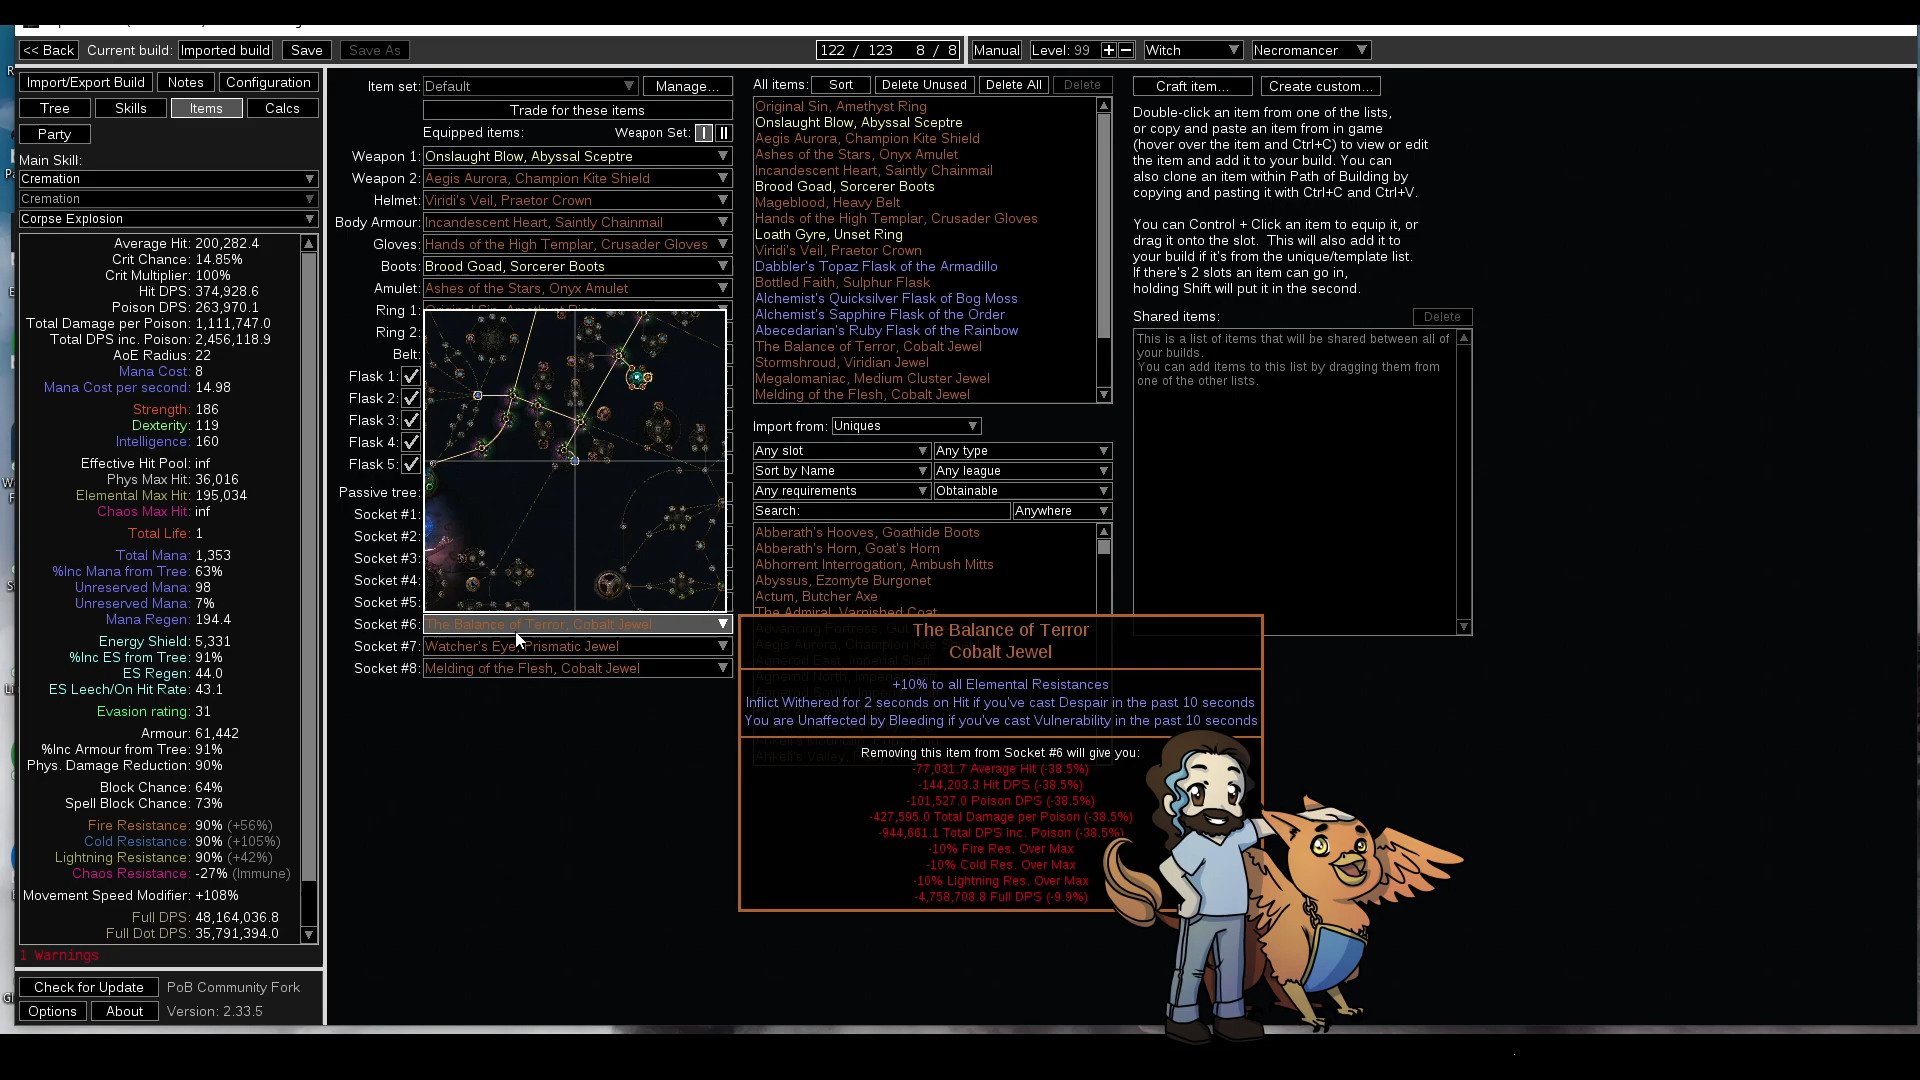 << Back
Current build: Imported build
Save
Save As
122 / 123 8 / 8
Manual
Level: 99
+
−
Witch
Necromancer
Import/Export Build
Notes
Configuration
Tree
Skills
Items
Calcs
Party
Main Skill:
Cremation
Cremation
Corpse Explosion
Average Hit: 200,282.4
Crit Chance: 14.85%
Crit Multiplier: 100%
Hit DPS: 374,928.6
Poison DPS: 263,970.1
Total Damage per Poison: 1,111,747.0
Total DPS inc. Poison: 2,456,118.9
AoE Radius: 22
Mana Cost: 8
Mana Cost per second: 14.98
Strength: 186
Dexterity: 119
Intelligence: 160
Effective Hit Pool: inf
Phys Max Hit: 36,016
Elemental Max Hit: 195,034
Chaos Max Hit: inf
Total Life: 1
Total Mana: 1,353
%Inc Mana from Tree: 63%
Unreserved Mana: 98
Unreserved Mana: 7%
Mana Regen: 194.4
Energy Shield: 5,331
%Inc ES from Tree: 91%
ES Regen: 44.0
ES Leech/On Hit Rate: 43.1
Evasion rating: 31
Armour: 61,442
%Inc Armour from Tree: 91%
Phys. Damage Reduction: 90%
Block Chance: 64%
Spell Block Chance: 73%
Fire Resistance: 90% (+56%)
Cold Resistance: 90% (+105%)
Lightning Resistance: 90% (+42%)
Chaos Resistance: -27% (Immune)
Movement Speed Modifier: +108%
Full DPS: 48,164,036.8
Full Dot DPS: 35,791,394.0
1 Warnings
Check for Update
PoB Community Fork
Options
About
Version: 2.33.5
Item set: Default
Manage...
Trade for these items
Equipped items:
Weapon Set: I II
Weapon 1: Onslaught Blow, Abyssal Sceptre
Weapon 2: Aegis Aurora, Champion Kite Shield
Helmet: Viridi's Veil, Praetor Crown
Body Armour: Incandescent Heart, Saintly Chainmail
Gloves: Hands of the High Templar, Crusader Gloves
Boots: Brood Goad, Sorcerer Boots
Amulet: Ashes of the Stars, Onyx Amulet
Ring 1: Original Sin, Amethyst Ring
Ring 2:
Belt:
Flask 1:
Flask 2:
Flask 3:
Flask 4:
Flask 5:
Passive tree:
Socket #1:
Socket #2:
Socket #3:
Socket #4:
Socket #5:
Socket #6: The Balance of Terror, Cobalt Jewel
Socket #7: Watcher's Eye, Prismatic Jewel
Socket #8: Melding of the Flesh, Cobalt Jewel
All items:
Sort
Delete Unused
Delete All
Delete
Original Sin, Amethyst Ring
Onslaught Blow, Abyssal Sceptre
Aegis Aurora, Champion Kite Shield
Ashes of the Stars, Onyx Amulet
Incandescent Heart, Saintly Chainmail
Brood Goad, Sorcerer Boots
Mageblood, Heavy Belt
Hands of the High Templar, Crusader Gloves
Loath Gyre, Unset Ring
Viridi's Veil, Praetor Crown
Dabbler's Topaz Flask of the Armadillo
Bottled Faith, Sulphur Flask
Alchemist's Quicksilver Flask of Bog Moss
Alchemist's Sapphire Flask of the Order
Abecedarian's Ruby Flask of the Rainbow
The Balance of Terror, Cobalt Jewel
Stormshroud, Viridian Jewel
Megalomaniac, Medium Cluster Jewel
Melding of the Flesh, Cobalt Jewel
Import from: Uniques
Any slot
Any type
Sort by Name
Any league
Any requirements
Obtainable
Search:
Anywhere
Abberath's Hooves, Goathide Boots
Abberath's Horn, Goat's Horn
Abhorrent Interrogation, Ambush Mitts
Abyssus, Ezomyte Burgonet
Actum, Butcher Axe
The Admiral, Varnished Coat
The Balance of Terror
Cobalt Jewel
+10% to all Elemental Resistances
Inflict Withered for 2 seconds on Hit if you've cast Despair in the past 10 seconds
You are Unaffected by Bleeding if you've cast Vulnerability in the past 10 seconds
Removing this item from Socket #6 will give you:
-77,031.7 Average Hit (-38.5%)
-144,203.3 Hit DPS (-38.5%)
-101,527.0 Poison DPS (-38.5%)
-427,595.0 Total Damage per Poison (-38.5%)
-944,661.1 Total DPS inc. Poison (-38.5%)
-10% Fire Res. Over Max
-10% Cold Res. Over Max
-10% Lightning Res. Over Max
-4,758,708.8 Full DPS (-9.9%)
Craft item...
Create custom...
Double-click an item from one of the lists,
or copy and paste an item from in game
(hover over the item and Ctrl+C) to view or edit
the item and add it to your build. You can
also clone an item within Path of Building by
copying and pasting it with Ctrl+C and Ctrl+V.
You can Control + Click an item to equip it, or
drag it onto the slot. This will also add it to
your build if it's from the unique/template list.
If there's 2 slots an item can go in,
holding Shift will put it in the second.
Shared items:
Delete
This is a list of items that will be shared between all of
your builds.
You can add items to this list by dragging them from
one of the other lists.